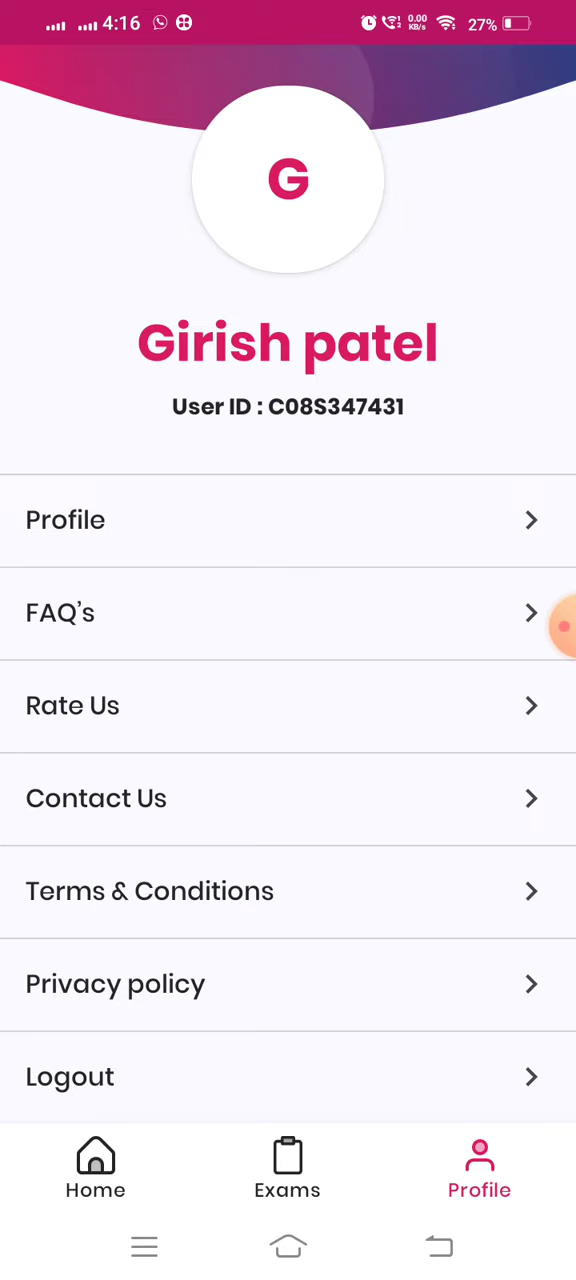 4:16 0.00 KB/s 27%
G
Girish patel
User ID : C08S347431
Profile
FAQ's
Rate Us
Contact Us
Terms & Conditions
Privacy policy
Logout
Home Exams Profile